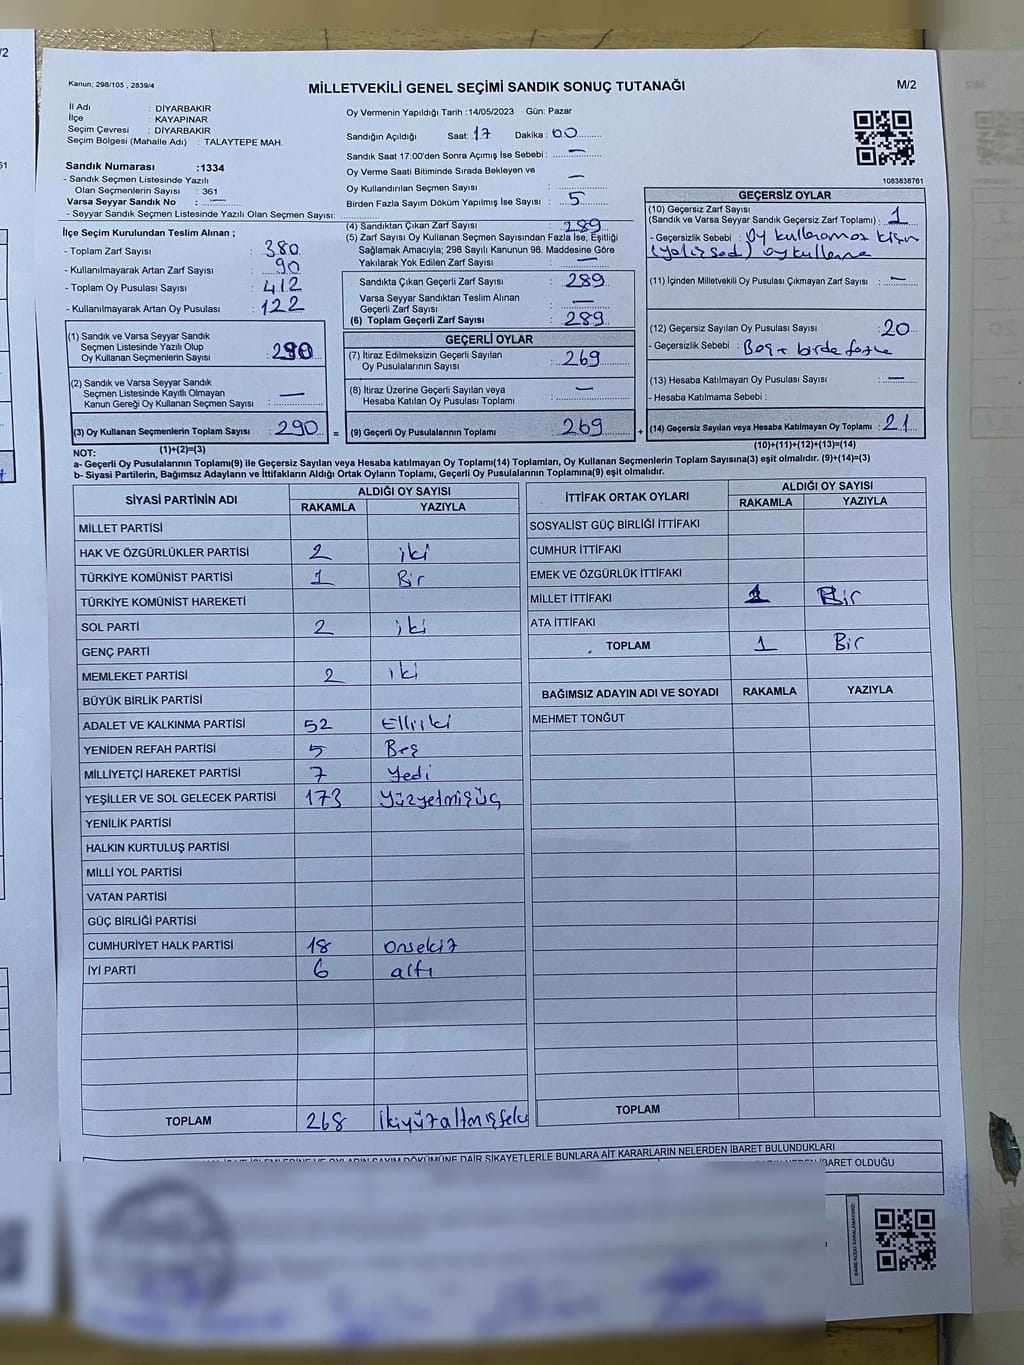 /2
Kanun; 298/105 , 2839/4
MİLLETVEKİLİ GENEL SEÇİMİ SANDIK SONUÇ TUTANAĞI
M/2
İl Adı : DİYARBAKIR
İlçe : KAYAPINAR
Seçim Çevresi : DİYARBAKIR
Seçim Bölgesi (Mahalle Adı) : TALAYTEPE MAH.
Sandık Numarası :1334
- Sandık Seçmen Listesinde Yazılı
Olan Seçmenlerin Sayısı : 361
Varsa Seyyar Sandık No : —
- Seyyar Sandık Seçmen Listesinde Yazılı Olan Seçmen Sayısı:
Oy Vermenin Yapıldığı Tarih :14/05/2023 Gün: Pazar
Sandığın Açıldığı Saat: 17 Dakika: 00
Sandık Saat 17:00'den Sonra Açımış İse Sebebi : —
Oy Verme Saati Bitiminde Sırada Bekleyen ve
Oy Kullandırılan Seçmen Sayısı : —
Birden Fazla Sayım Döküm Yapılmış İse Sayısı : 5
1083838761
İlçe Seçim Kurulundan Teslim Alınan ;
- Toplam Zarf Sayısı : 380
- Kullanılmayarak Artan Zarf Sayısı : 90
- Toplam Oy Pusulası Sayısı : 412
- Kullanılmayarak Artan Oy Pusulası : 122
(4) Sandıktan Çıkan Zarf Sayısı : 289
(5) Zarf Sayısı Oy Kullanan Seçmen Sayısından Fazla İse, Eşitliği
Sağlamak Amacıyla; 298 Sayılı Kanunun 98. Maddesine Göre
Yakılarak Yok Edilen Zarf Sayısı : —
Sandıkta Çıkan Geçerli Zarf Sayısı : 289
Varsa Seyyar Sandıktan Teslim Alınan
Geçerli Zarf Sayısı : —
(6) Toplam Geçerli Zarf Sayısı : 289
GEÇERSİZ OYLAR
(10) Geçersiz Zarf Sayısı
(Sandık ve Varsa Seyyar Sandık Geçersiz Zarf Toplamı) : 1
- Geçersizlik Sebebi : Oy kullanamaz kişin
oy kullanma
(11) İçinden Milletvekili Oy Pusulası Çıkmayan Zarf Sayısı : —
(12) Geçersiz Sayılan Oy Pusulası Sayısı : 20
- Geçersizlik Sebebi : Boş + birde fazla
(13) Hesaba Katılmayan Oy Pusulası Sayısı : —
- Hesaba Katılmama Sebebi :
(14) Geçersiz Sayılan veya Hesaba Katılmayan Oy Toplamı : 21
(10)+(11)+(12)+(13)=(14)
(1) Sandık ve Varsa Seyyar Sandık
Seçmen Listesinde Yazılı Olup
Oy Kullanan Seçmenlerin Sayısı : 290
(2) Sandık ve Varsa Seyyar Sandık
Seçmen Listesinde Kayıtlı Olmayan
Kanun Gereği Oy Kullanan Seçmen Sayısı : —
(3) Oy Kullanan Seçmenlerin Toplam Sayısı : 290 =
(1)+(2)=(3)
GEÇERLİ OYLAR
(7) İtiraz Edilmeksizin Geçerli Sayılan
Oy Pusulalarının Sayısı : 269
(8) İtiraz Üzerine Geçerli Sayılan veya
Hesaba Katılan Oy Pusulası Toplamı : —
(9) Geçerli Oy Pusulalarının Toplamı : 269 +
NOT:
a- Geçerli Oy Pusulalarının Toplamı(9) ile Geçersiz Sayılan veya Hesaba katılmayan Oy Toplamı(14) Toplamları, Oy Kullanan Seçmenlerin Toplam Sayısına(3) eşit olmalıdır. (9)+(14)=(3)
b- Siyasi Partilerin, Bağımsız Adayların ve İttifakların Aldığı Ortak Oyların Toplamı, Geçerli Oy Pusulalarının Toplamına(9) eşit olmalıdır.
SİYASİ PARTİNİN ADI ALDIĞI OY SAYISI
RAKAMLA YAZIYLA
MİLLET PARTİSİ
HAK VE ÖZGÜRLÜKLER PARTİSİ 2 iki
TÜRKİYE KOMÜNİST PARTİSİ 1 Bir
TÜRKİYE KOMÜNİST HAREKETİ
SOL PARTİ 2 iki
GENÇ PARTİ
MEMLEKET PARTİSİ 2 iki
BÜYÜK BİRLİK PARTİSİ
ADALET VE KALKINMA PARTİSİ 52 Elliiki
YENİDEN REFAH PARTİSİ 5 Beş
MİLLİYETÇİ HAREKET PARTİSİ 7 Yedi
YEŞİLLER VE SOL GELECEK PARTİSİ 173 Yüzyetmişüç
YENİLİK PARTİSİ
HALKIN KURTULUŞ PARTİSİ
MİLLİ YOL PARTİSİ
VATAN PARTİSİ
GÜÇ BİRLİĞİ PARTİSİ
CUMHURİYET HALK PARTİSİ 18 onsekiz
İYİ PARTİ 6 altı
TOPLAM 268 İkiyüzaltmışsekiz
İTTİFAK ORTAK OYLARI ALDIĞI OY SAYISI
RAKAMLA YAZIYLA
SOSYALİST GÜÇ BİRLİĞİ İTTİFAKI
CUMHUR İTTİFAKI
EMEK VE ÖZGÜRLÜK İTTİFAKI
MİLLET İTTİFAKI 1 Bir
ATA İTTİFAKI
TOPLAM 1 Bir
BAĞIMSIZ ADAYIN ADI VE SOYADI RAKAMLA YAZIYLA
MEHMET TONĞUT
TOPLAM
OYLARIN SAYIM DÖKÜMÜNE DAİR ŞİKAYETLERLE BUNLARA AİT KARARLARIN NELERDEN İBARET BULUNDUKLARI
İBARET OLDUĞU